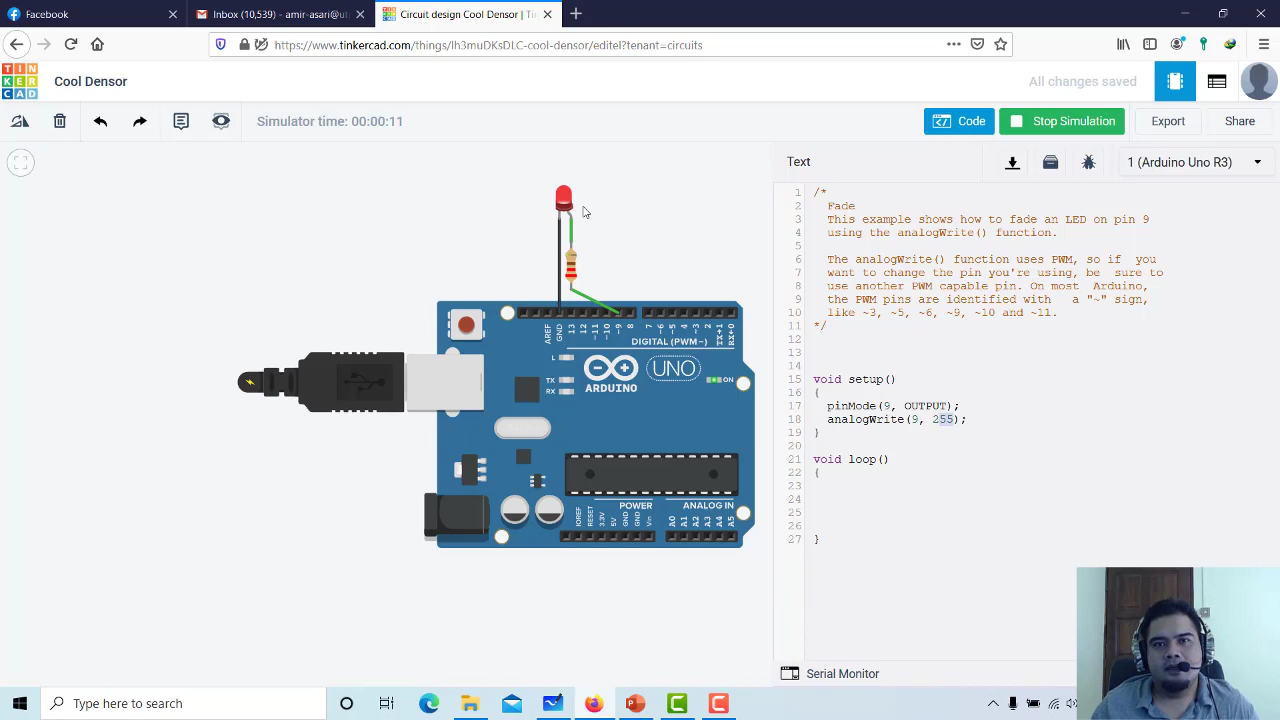 Facebook
Inbox (10,539) - amir-asari@ut
Circuit design Cool Densor | Ti
https://www.tinkercad.com/things/lh3muDKsDLC-cool-densor/editel?tenant=circuits
TIN
KER
CAD
Cool Densor
All changes saved
Simulator time: 00:00:11
Code
Stop Simulation
Export
Share
Text
1 (Arduino Uno R3)
1 /*
2 Fade
3 This example shows how to fade an LED on pin 9
4 using the analogWrite() function.
5
6 The analogWrite() function uses PWM, so if you
7 want to change the pin you're using, be sure to
8 use another PWM capable pin. On most Arduino,
9 the PWM pins are identified with a "~" sign,
10 like ~3, ~5, ~6, ~9, ~10 and ~11.
11 */
12
13
14
15 void setup()
16 {
17 pinMode(9, OUTPUT);
18 analogWrite(9, 255);
19 }
20
21 void loop()
22 {
23
24
25
26
27 }
AREF GND 13 12 ~11 ~10 ~9 8 7 ~6 ~5 4 ~3 2 TX→1 RX←0
DIGITAL (PWM~)
L
TX
RX
ARDUINO
UNO
ON
POWER
ANALOG IN
IOREF RESET 3.3V 5V GND GND Vin A0 A1 A2 A3 A4 A5
Serial Monitor
Type here to search